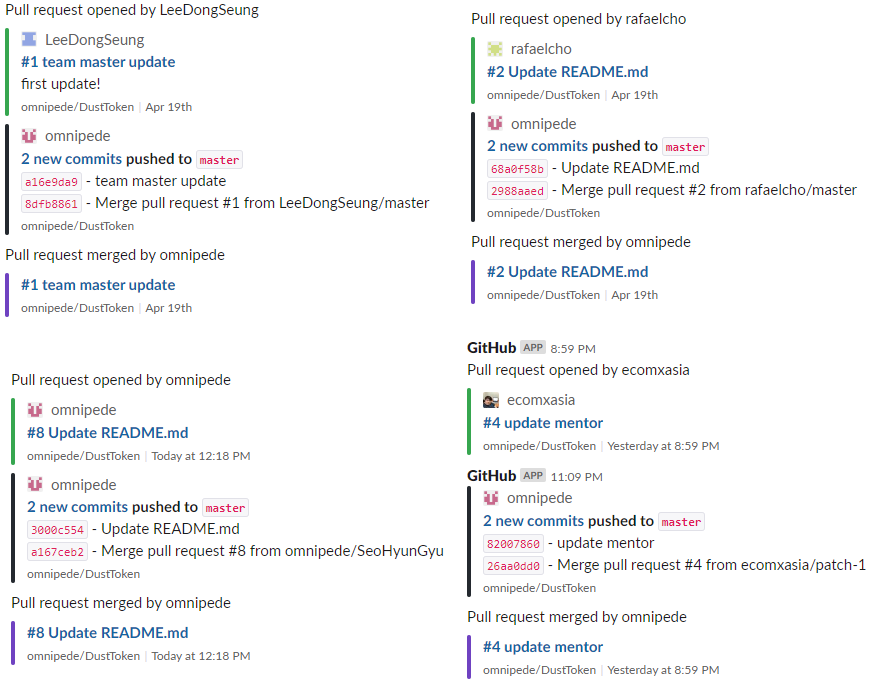 Pull request opened by LeeDongSeung
LeeDongSeung
#1 team master update
first update!
omnipede/DustToken | Apr 19th
omnipede
2 new commits pushed to master
a16e9da9 - team master update
8dfb8861 - Merge pull request #1 from LeeDongSeung/master
omnipede/DustToken
Pull request merged by omnipede
#1 team master update
omnipede/DustToken | Apr 19th
Pull request opened by rafaelcho
rafaelcho
#2 Update README.md
omnipede/DustToken | Apr 19th
omnipede
2 new commits pushed to master
68a0f58b - Update README.md
2988aaed - Merge pull request #2 from rafaelcho/master
omnipede/DustToken
Pull request merged by omnipede
#2 Update README.md
omnipede/DustToken | Apr 19th
Pull request opened by omnipede
omnipede
#8 Update README.md
omnipede/DustToken | Today at 12:18 PM
omnipede
2 new commits pushed to master
3000c554 - Update README.md
a167ceb2 - Merge pull request #8 from omnipede/SeoHyunGyu
omnipede/DustToken
Pull request merged by omnipede
#8 Update README.md
omnipede/DustToken | Today at 12:18 PM
GitHub APP 8:59 PM
Pull request opened by ecomxasia
ecomxasia
#4 update mentor
omnipede/DustToken | Yesterday at 8:59 PM
GitHub APP 11:09 PM
omnipede
2 new commits pushed to master
82007860 - update mentor
26aa0dd0 - Merge pull request #4 from ecomxasia/patch-1
omnipede/DustToken
Pull request merged by omnipede
#4 update mentor
omnipede/DustToken | Yesterday at 8:59 PM